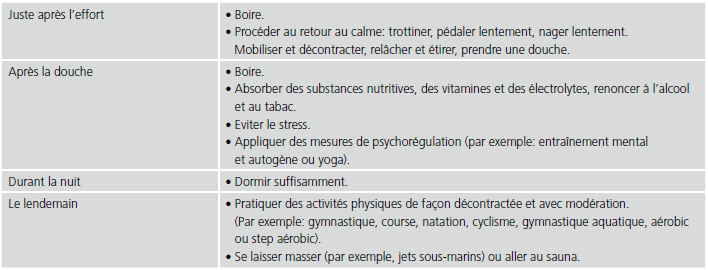 Juste après l'effort
• Boire.
• Procéder au retour au calme: trottiner, pédaler lentement, nager lentement.
Mobiliser et décontracter, relâcher et étirer, prendre une douche.
Après la douche
• Boire.
• Absorber des substances nutritives, des vitamines et des électrolytes, renoncer à l'alcool
et au tabac.
• Eviter le stress.
• Appliquer des mesures de psychorégulation (par exemple: entraînement mental
et autogène ou yoga).
Durant la nuit
• Dormir suffisamment.
Le lendemain
• Pratiquer des activités physiques de façon décontractée et avec modération.
(Par exemple: gymnastique, course, natation, cyclisme, gymnastique aquatique, aérobic
ou step aérobic).
• Se laisser masser (par exemple, jets sous-marins) ou aller au sauna.